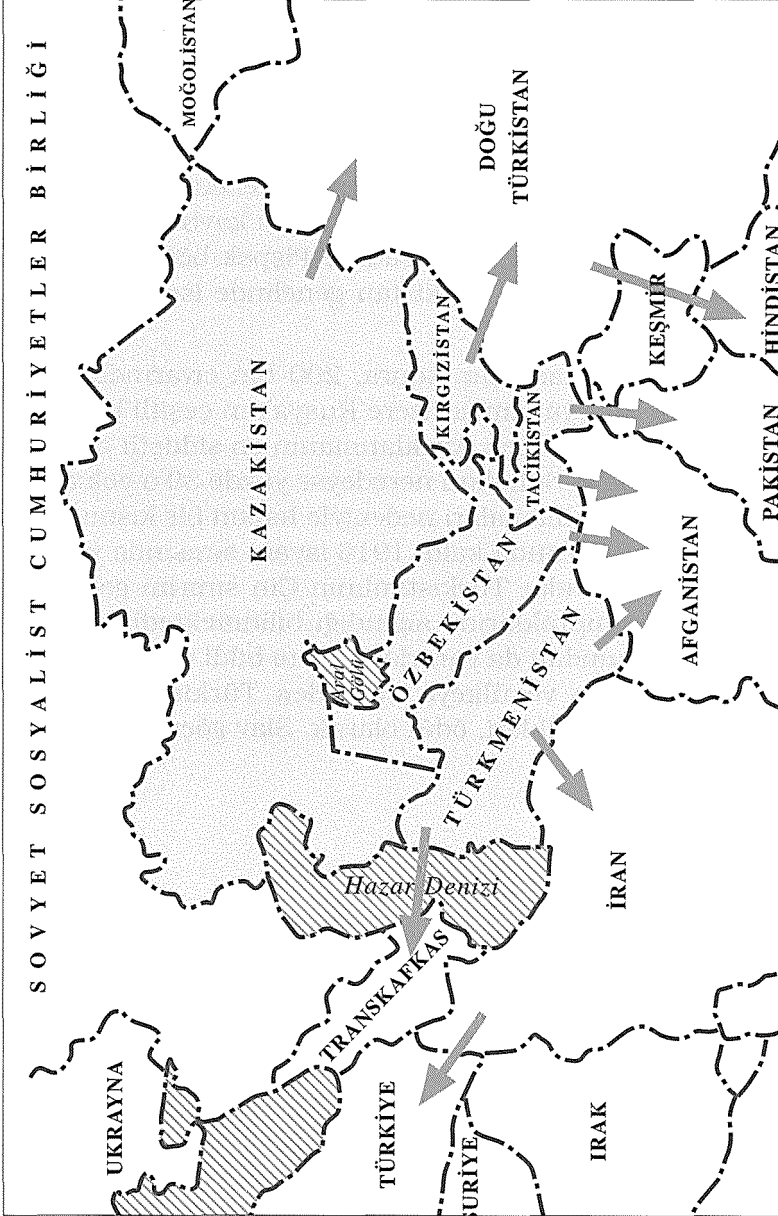 SOVYET SOSYALİST CUMHURİYETLER BİRLİĞİ
UKRAYNA
MOĞOLİSTAN
KAZAKİSTAN
Aral
Gölü
Hazar Denizi
TRANSKAFKAS
TÜRKİYE
SURİYE
IRAK
İRAN
TÜRKMENİSTAN
ÖZBEKİSTAN
KIRGIZİSTAN
TACİKİSTAN
DOĞU
TÜRKİSTAN
AFGANİSTAN
KEŞMİR
PAKİSTAN
HİNDİSTAN